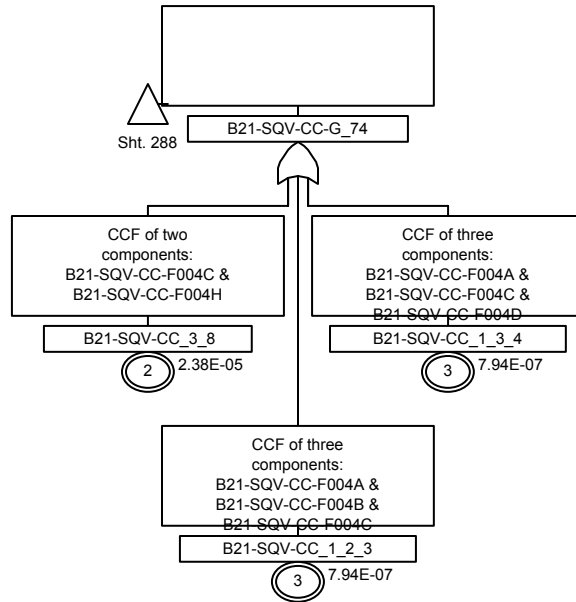 Sht. 288
B21-SQV-CC-G_74
CCF of two
components:
B21-SQV-CC-F004C &
B21-SQV-CC-F004H
B21-SQV-CC_3_8
2
2.38E-05
CCF of three
components:
B21-SQV-CC-F004A &
B21-SQV-CC-F004C &
B21-SQV-CC-F004D
B21-SQV-CC_1_3_4
3
7.94E-07
CCF of three
components:
B21-SQV-CC-F004A &
B21-SQV-CC-F004B &
B21-SQV-CC-F004C
B21-SQV-CC_1_2_3
3
7.94E-07